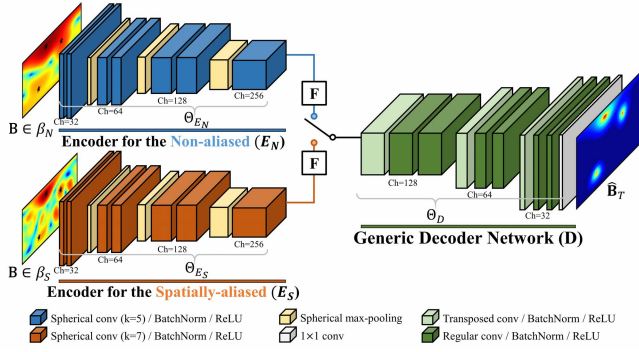 Ch=32
Ch=64
Ch=128
Ch=256
B ∈ β_N
Θ_{E_N}
Encoder for the Non-aliased (E_N)
F
F
Ch=32
Ch=64
Ch=128
Ch=256
B ∈ β_S
Θ_{E_S}
Encoder for the Spatially-aliased (E_S)
Ch=128
Ch=64
Ch=32
B̂_T
Θ_D
Generic Decoder Network (D)
Spherical conv (k=5) / BatchNorm / ReLU
Spherical max-pooling
Transposed conv / BatchNorm / ReLU
Spherical conv (k=7) / BatchNorm / ReLU
1×1 conv
Regular conv / BatchNorm / ReLU